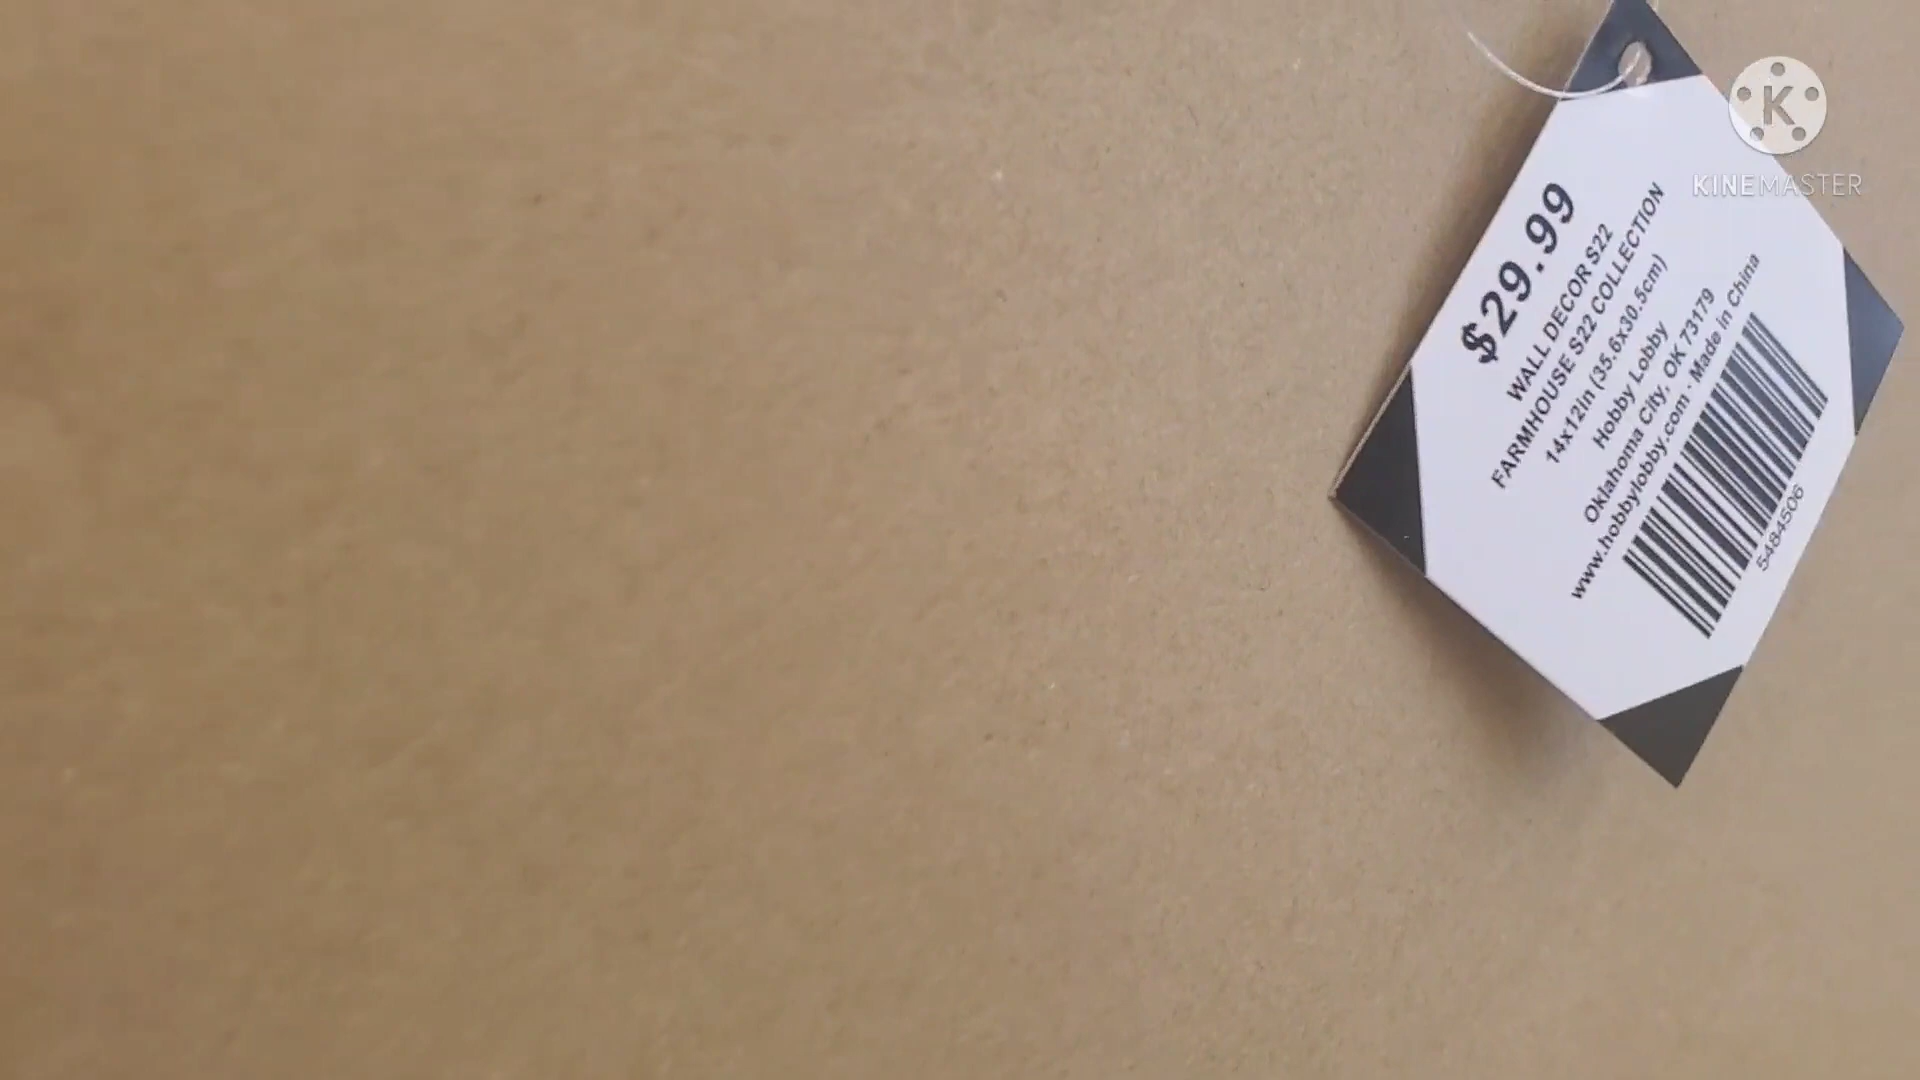 $29.99
WALL DECOR S22
FARMHOUSE S22 COLLECTION
14x12in (35.6x30.5cm)
Hobby Lobby
Oklahoma City, OK 73179
www.hobbylobby.com · Made in China
5484506
K
KINEMASTER